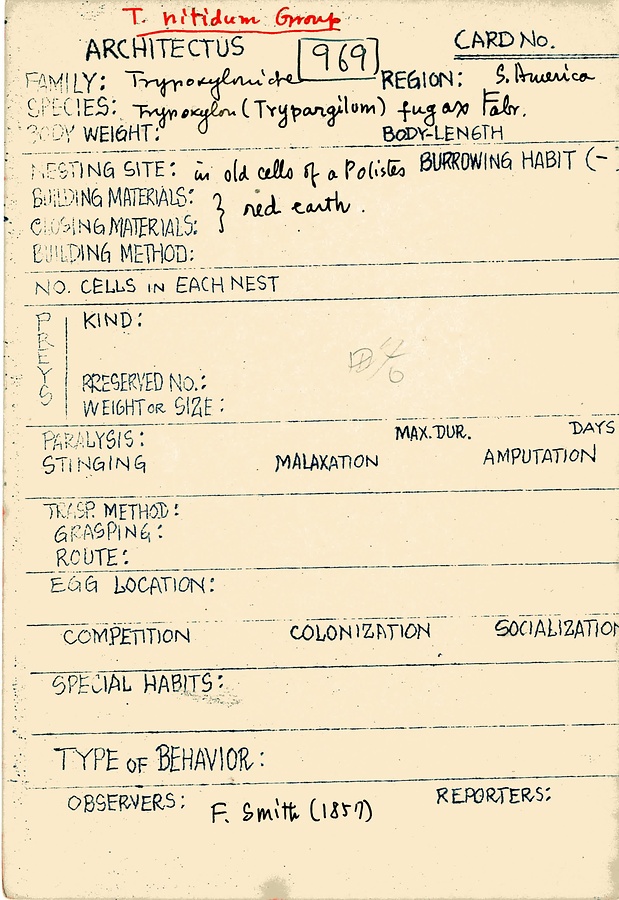 T. nitidum Group
ARCHITECTUS 969 CARD NO.
FAMILY: Trypoxylonidae REGION: S. America
SPECIES: Trypoxylon (Trypargilum) fugax Fabr.
BODY WEIGHT: BODY-LENGTH
NESTING SITE: in old cells of a Polistes BURROWING HABIT (-
BUILDING MATERIALS:
CLOSING MATERIALS: } red earth.
BUILDING METHOD:
NO. CELLS IN EACH NEST
PREYS
KIND:
PRESERVED NO.:
WEIGHT OR SIZE:
PARALYSIS: MAX. DUR. DAYS
STINGING MALAXATION AMPUTATION
TRASP. METHOD:
GRASPING:
ROUTE:
EGG LOCATION:
COMPETITION COLONIZATION SOCIALIZATION
SPECIAL HABITS:
TYPE OF BEHAVIOR:
OBSERVERS: F. Smith (1857) REPORTERS: